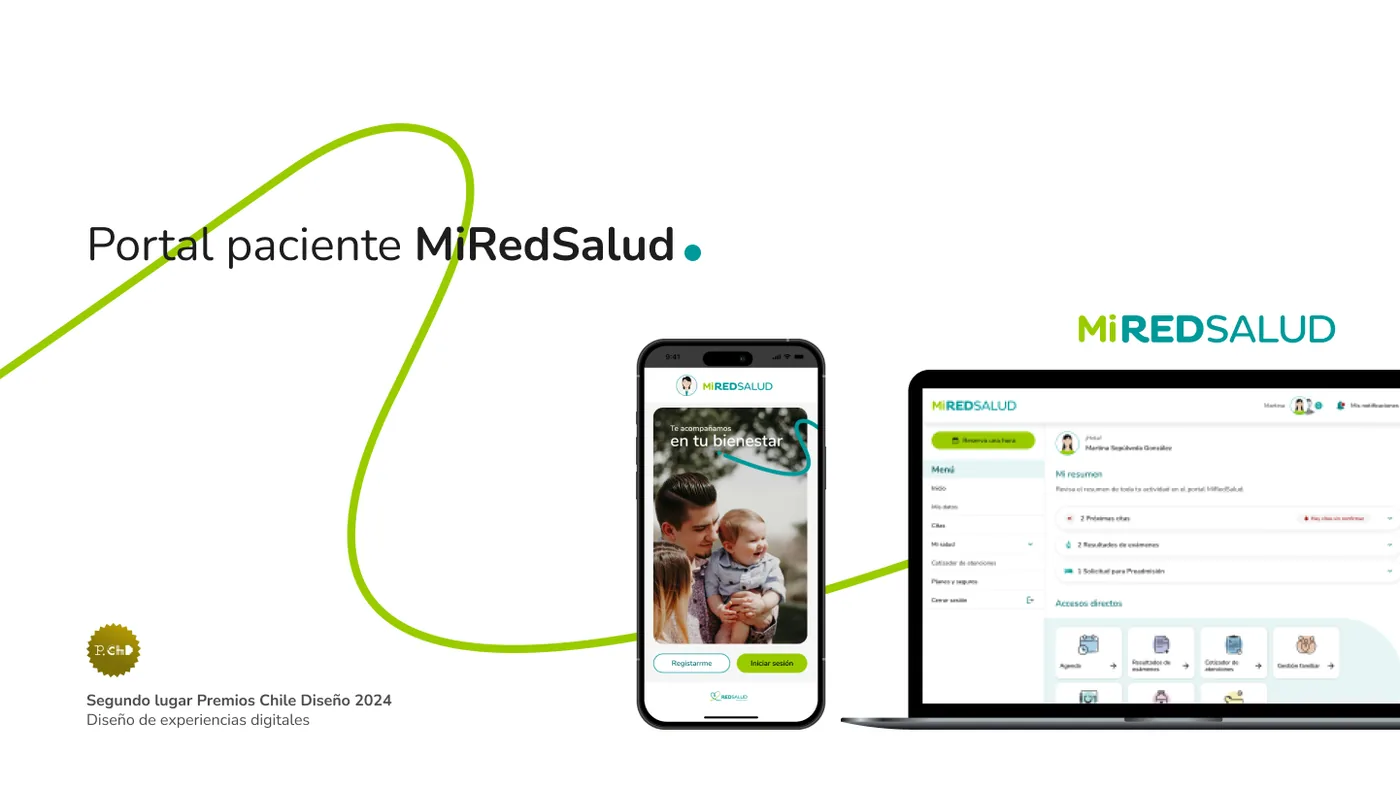 Portal paciente MiRedSalud.
MiREDSALUD
9:41
MiREDSALUD
Te acompañamos
en tu bienestar
Registrarme
Iniciar sesión
REDSALUD
MiREDSALUD
Martina
Mis notificaciones
Reserva una hora
Menú
Inicio
Mis datos
Citas
Mi salud
Cotizador de atenciones
Planes y seguros
Cerrar sesión
¡Hola!
Martina Sepúlveda González
Mi resumen
Revisa el resumen de toda tu actividad en el portal MiRedSalud
2 Próximas citas
Hay citas sin confirmar
2 Resultados de exámenes
1 Solicitud para Preadmisión
Accesos directos
Agenda
Resultados de
exámenes
Cotizador de
atenciones
Gestión familiar
P.ChD
Segundo lugar Premios Chile Diseño 2024
Diseño de experiencias digitales